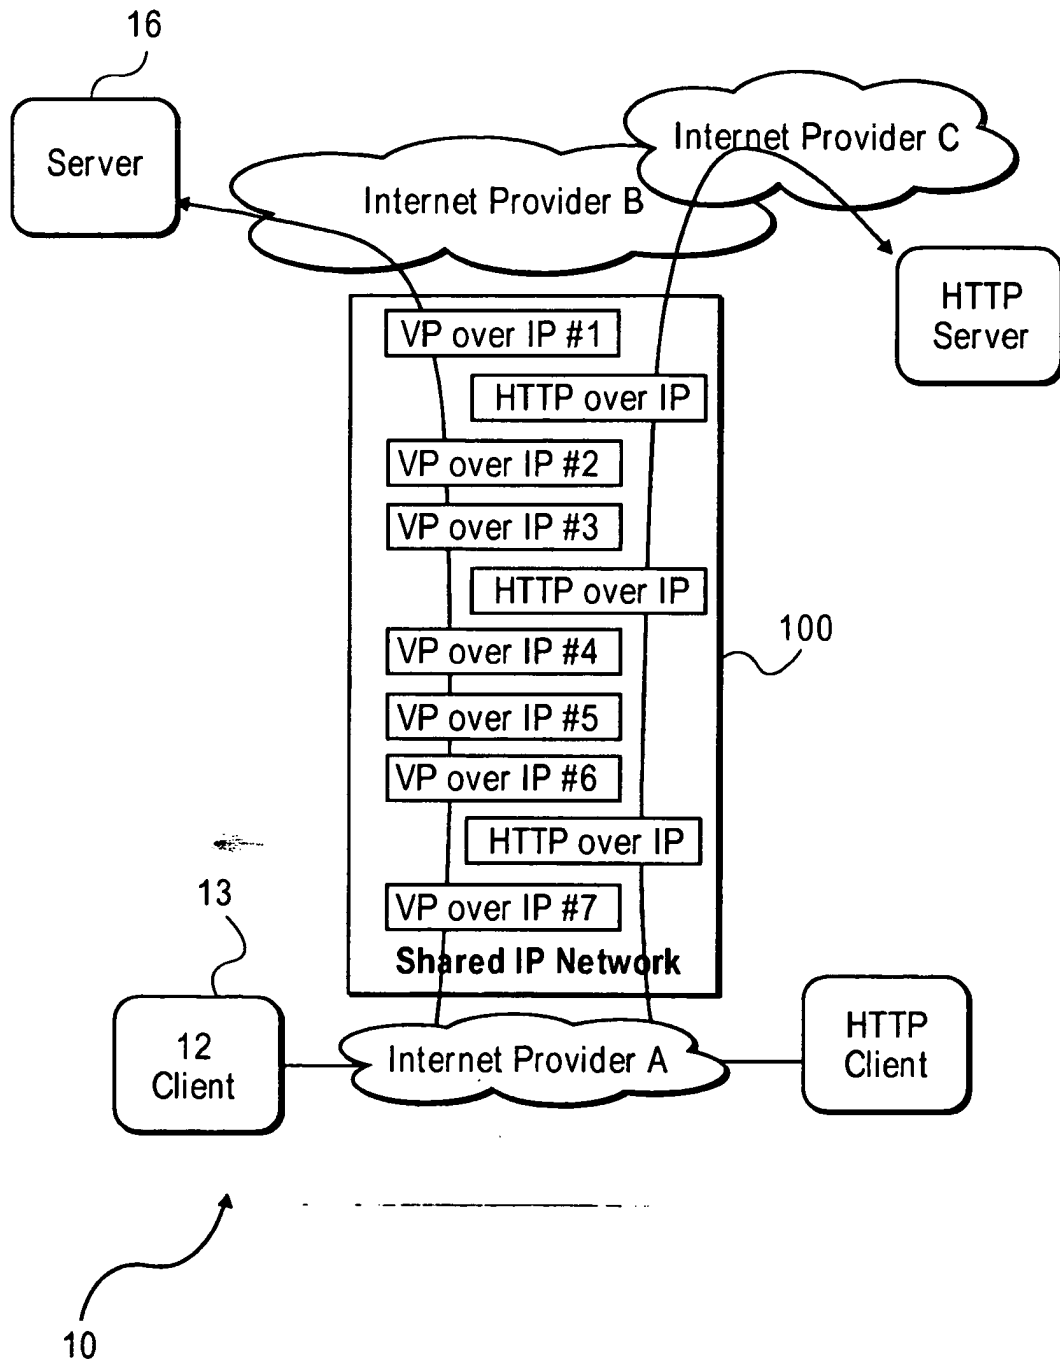 16
Server
Internet Provider C
Internet Provider B
HTTP
Server
VP over IP #1
HTTP over IP
VP over IP #2
VP over IP #3
HTTP over IP
VP over IP #4
100
VP over IP #5
VP over IP #6
HTTP over IP
13
VP over IP #7
Shared IP Network
12
Client
Internet Provider A
HTTP
Client
10